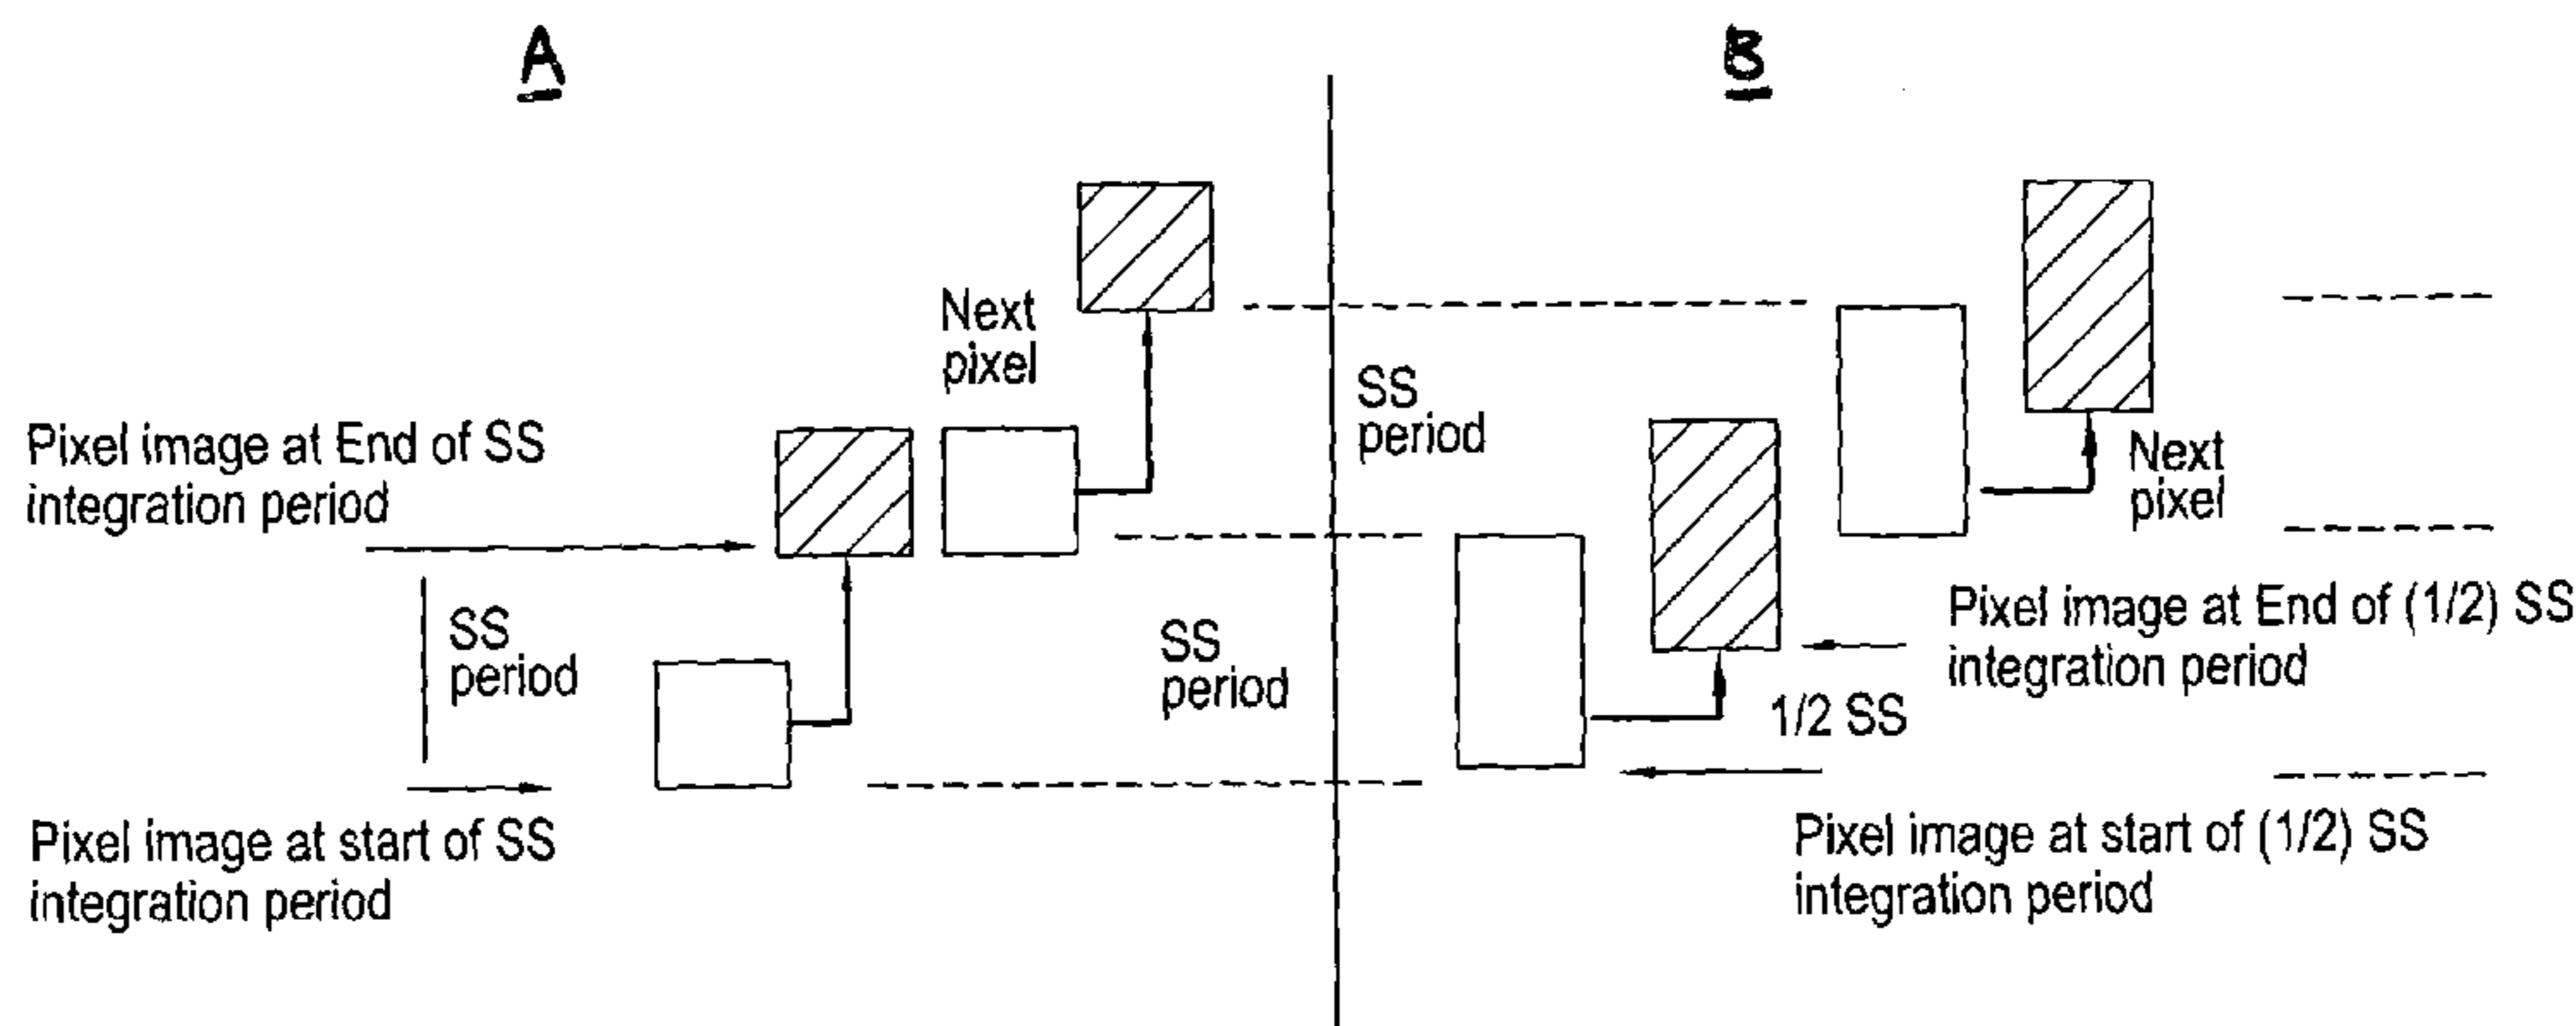 A
B
Next
pixel
Pixel image at End of SS
integration period
SS
period
SS
period
Pixel image at start of SS
integration period
SS
period
Next
pixel
Pixel image at End of (1/2) SS
integration period
1/2 SS
Pixel image at start of (1/2) SS
integration period